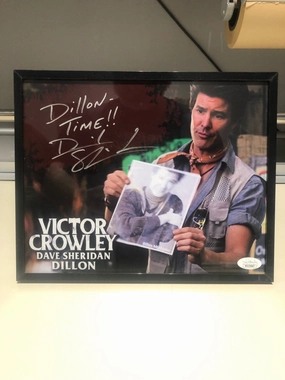 DILLON-
TIME!!
VICTOR
CROWLEY
DAVE SHERIDAN
DILLON